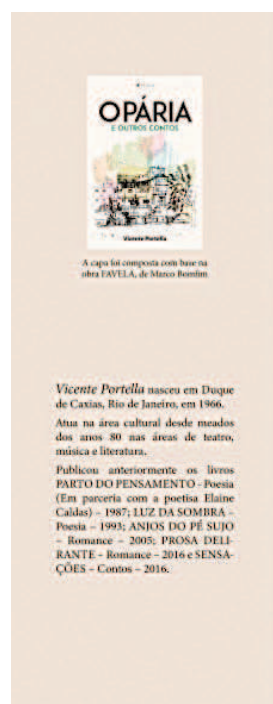 OPÁRIA
E OUTROS CONTOS
Vicente Portella
A capa foi composta com base na
obra FAVELA, de Marco Bomfim.
Vicente Portella nasceu em Duque
de Caxias, Rio de Janeiro, em 1966.
Atua na área cultural desde meados
dos anos 80 nas áreas de teatro,
música e literatura.
Publicou anteriormente os livros
PARTO DO PENSAMENTO - Poesia
(Em parceria com a poetisa Elaine
Caldas) – 1987; LUZ DA SOMBRA –
Poesia – 1993; ANJOS DO PÉ SUJO
– Romance – 2005; PROSA DELI-
RANTE – Romance – 2016 e SENSA-
ÇÕES – Contos – 2016.